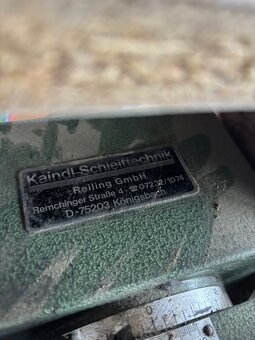 Kaindl-Schleiftechnik
Reiling GmbH
Remchinger Straße 4 · ☎ 07232/1074
D-75203 Königsbach